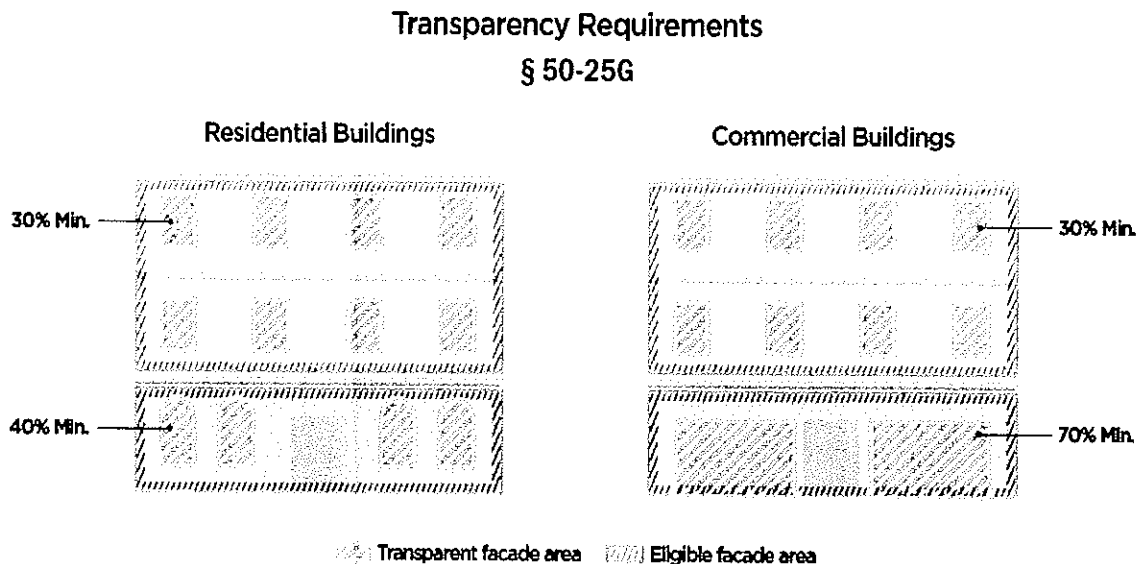 Transparency Requirements
§ 50-25G
Residential Buildings
Commercial Buildings
30% Min.
30% Min.
40% Min.
70% Min.
Transparent facade area
Eligible facade area